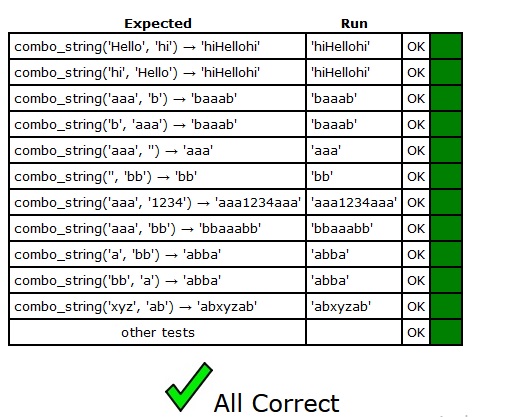 Expected Run
combo_string('Hello', 'hi') → 'hiHellohi' 'hiHellohi' OK
combo_string('hi', 'Hello') → 'hiHellohi' 'hiHellohi' OK
combo_string('aaa', 'b') → 'baaab' 'baaab' OK
combo_string('b', 'aaa') → 'baaab' 'baaab' OK
combo_string('aaa', '') → 'aaa' 'aaa' OK
combo_string('', 'bb') → 'bb' 'bb' OK
combo_string('aaa', '1234') → 'aaa1234aaa' 'aaa1234aaa' OK
combo_string('aaa', 'bb') → 'bbaaabb' 'bbaaabb' OK
combo_string('a', 'bb') → 'abba' 'abba' OK
combo_string('bb', 'a') → 'abba' 'abba' OK
combo_string('xyz', 'ab') → 'abxyzab' 'abxyzab' OK
other tests OK
All Correct